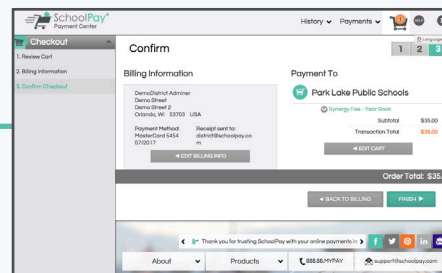 SchoolPay
Payment Center
History
Payments
Checkout
1. Review Cart
2. Billing Information
3. Confirm Checkout
Confirm
1 2 3
Billing Information
DemoDistrict Adminer
Demo Street
Demo Street 2
Orlando, WI 53703 USA
Payment Method: Receipt sent to:
MasterCard 5454 district@schoolpay.co
07/2017 m
EDIT BILLING INFO
Payment To
Park Lake Public Schools
Synergy Fee - Year Book
Subtotal $35.00
Transaction Total $35.00
EDIT CART
Order Total: $35.
BACK TO BILLING FINISH
Thank you for trusting SchoolPay with your online payments in
About Products 888.88.MYPAY support@schoolpay.com